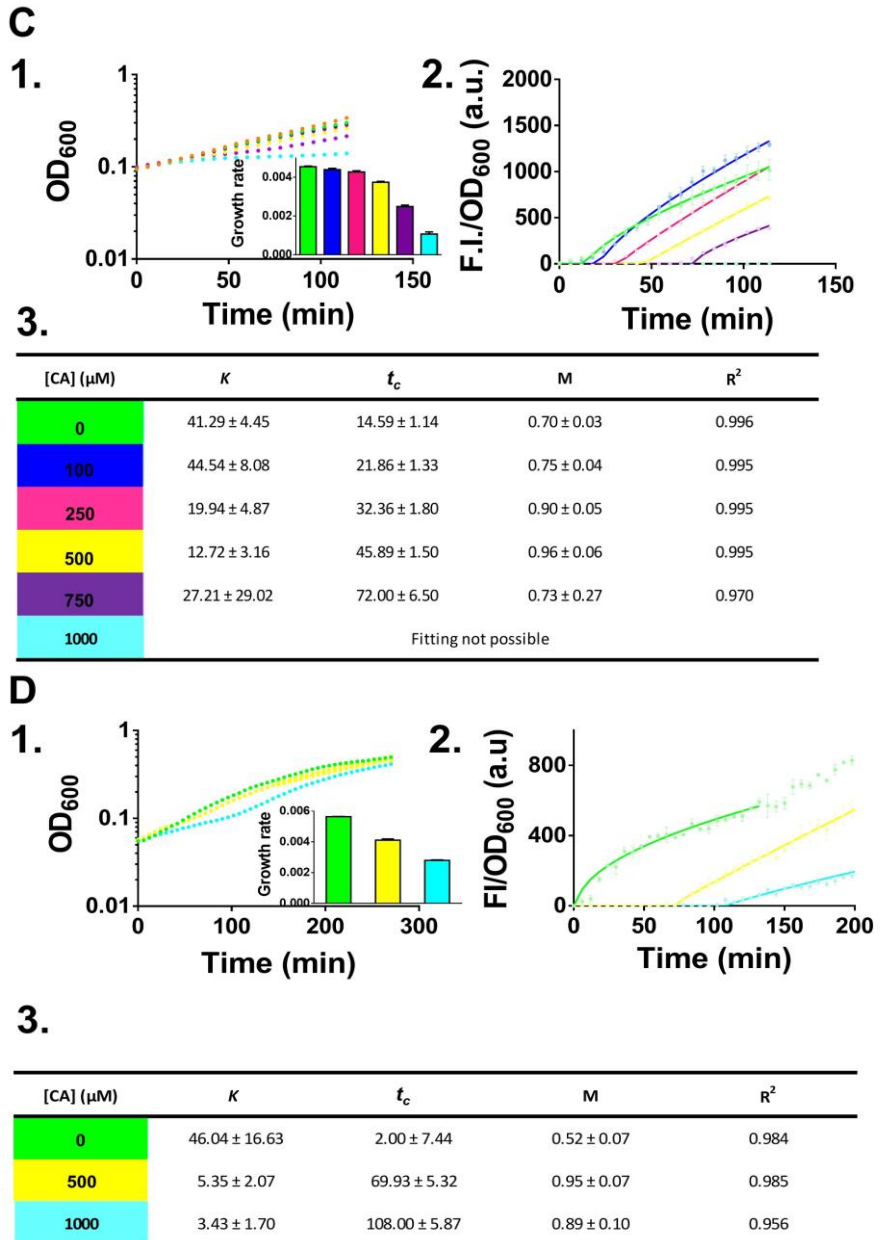 C
1.
1
0.1
0.01
OD600
0 50 100 150
Time (min)
Growth rate
0.004
0.002
0.000
2.
2000
1500
1000
500
0
F.I./OD600 (a.u.)
0 50 100 150
Time (min)
3.
[CA] (µM) K tc M R2
0 41.29 ± 4.45 14.59 ± 1.14 0.70 ± 0.03 0.996
100 44.54 ± 8.08 21.86 ± 1.33 0.75 ± 0.04 0.995
250 19.94 ± 4.87 32.36 ± 1.80 0.90 ± 0.05 0.995
500 12.72 ± 3.16 45.89 ± 1.50 0.96 ± 0.06 0.995
750 27.21 ± 29.02 72.00 ± 6.50 0.73 ± 0.27 0.970
1000 Fitting not possible
D
1.
1
0.1
0.01
OD600
0 100 200 300
Time (min)
Growth rate
0.006
0.004
0.002
0.000
2.
800
400
0
FI/OD600 (a.u)
0 50 100 150 200
Time (min)
3.
[CA] (µM) K tc M R2
0 46.04 ± 16.63 2.00 ± 7.44 0.52 ± 0.07 0.984
500 5.35 ± 2.07 69.93 ± 5.32 0.95 ± 0.07 0.985
1000 3.43 ± 1.70 108.00 ± 5.87 0.89 ± 0.10 0.956